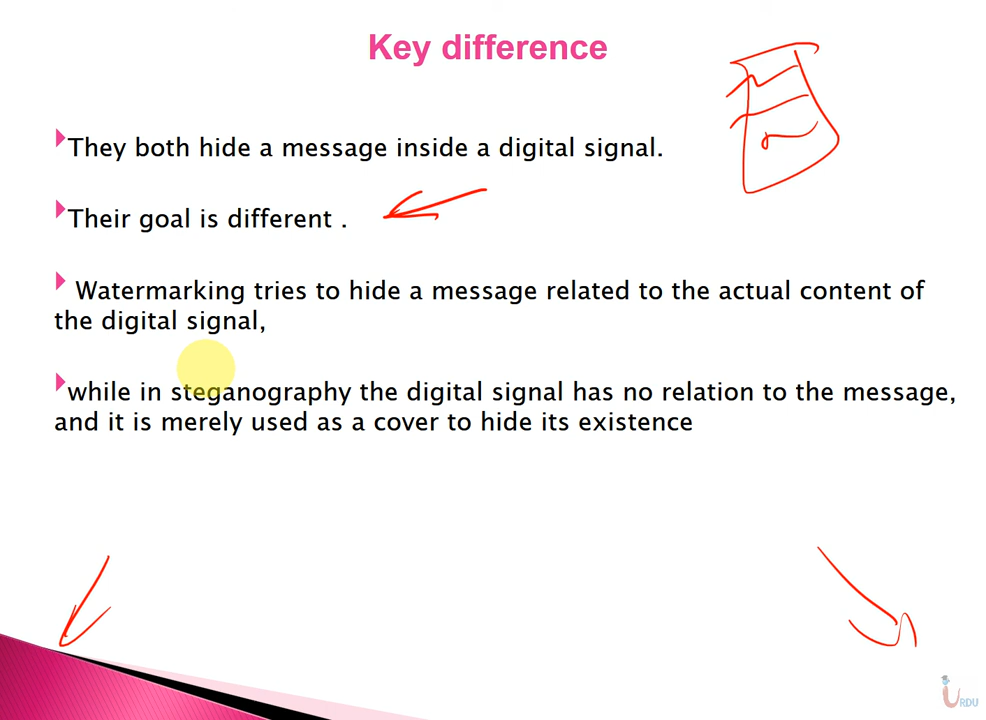 Key difference
They both hide a message inside a digital signal.
Their goal is different .
Watermarking tries to hide a message related to the actual content of
the digital signal,
while in steganography the digital signal has no relation to the message,
and it is merely used as a cover to hide its existence
URDU